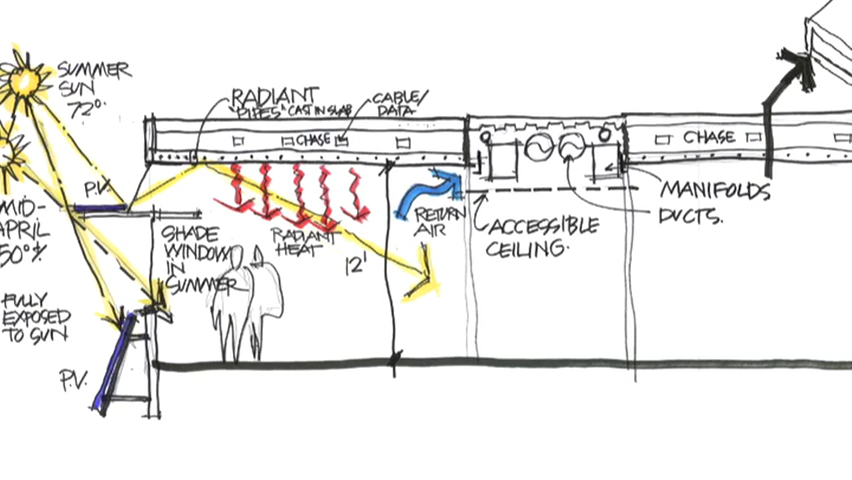 SUMMER
SUN
72°
RADIANT
"PIPES" CAST IN SLAB
CABLE/
DATA
CHASE
CHASE
P.V.
MID-
APRIL
50°±
SHADE
WINDOW
IN
SUMMER
RADIANT
HEAT
12'
RETURN
AIR
ACCESSIBLE
CEILING.
MANIFOLDS
DUCTS.
FULLY
EXPOSED
TO SUN
P.V.